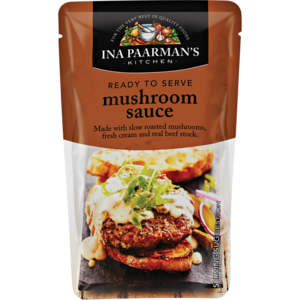 FOR THE VERY BEST IN QUALITY FOODS
INA PAARMAN'S
KITCHEN
READY TO SERVE
mushroom
sauce
Made with slow roasted mushrooms,
fresh cream and real beef stock.